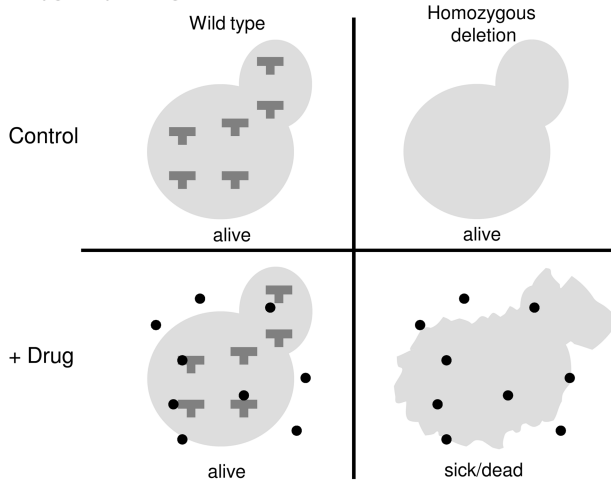 Wild type
Homozygous
deletion
Control
alive
alive
+ Drug
alive
sick/dead